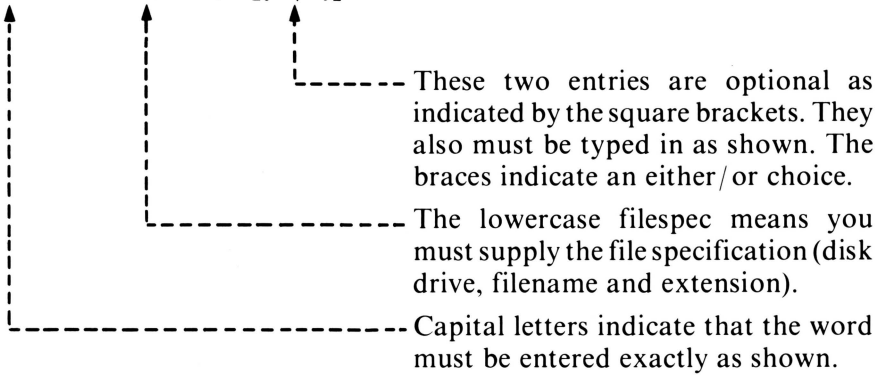 These two entries are optional as
indicated by the square brackets. They
also must be typed in as shown. The
braces indicate an either/or choice.
The lowercase filespec means you
must supply the file specification (disk
drive, filename and extension).
Capital letters indicate that the word
must be entered exactly as shown.